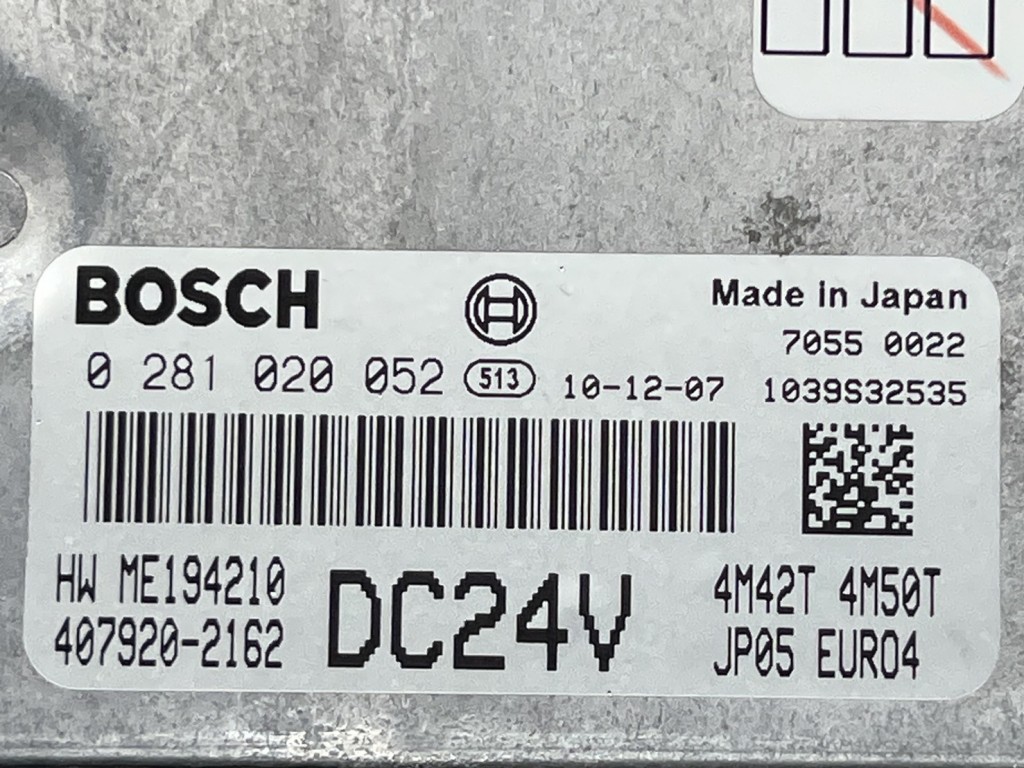 BOSCH
Made in Japan
7055 0022
0 281 020 052 513 10-12-07 1039S32535
HW ME194210
407920-2162
DC24V
4M42T 4M50T
JP05 EURO4